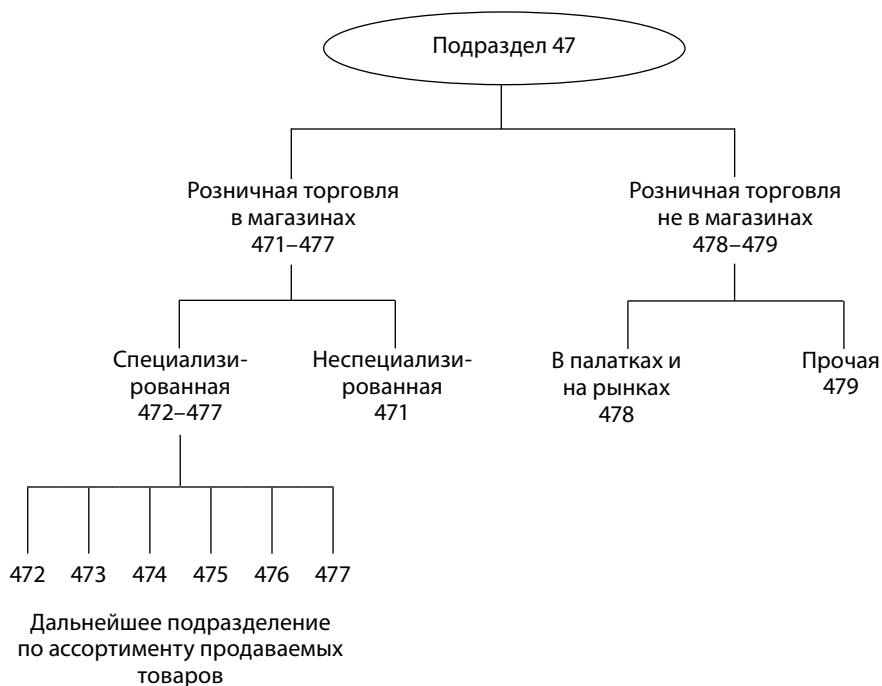 Подраздел 47
Розничная торговля
в магазинах
471–477
Розничная торговля
не в магазинах
478–479
Специализи-
рованная
472–477
Неспециализи-
рованная
471
В палатках и
на рынках
478
Прочая
479
472 473 474 475 476 477
Дальнейшее подразделение
по ассортименту продаваемых
товаров